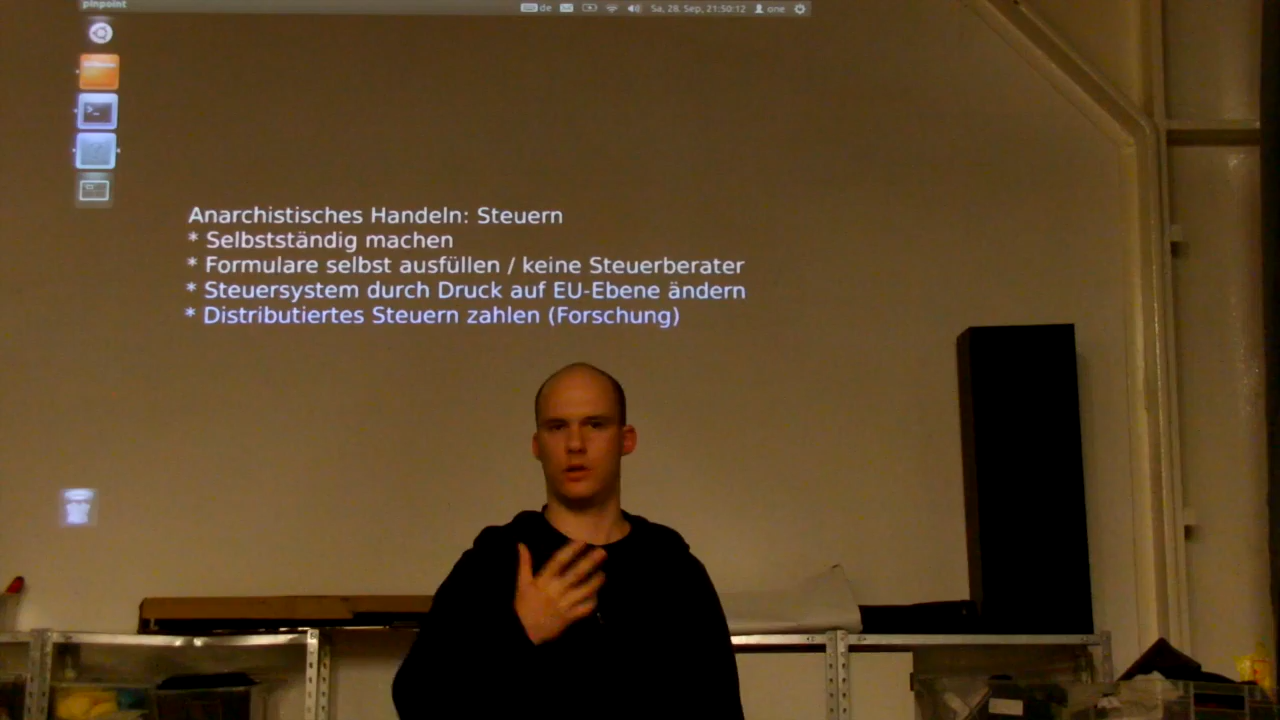 pinpoint
de Sa, 28. Sep, 21:50:12 one
Anarchistisches Handeln: Steuern
* Selbstständig machen
* Formulare selbst ausfüllen / keine Steuerberater
* Steuersystem durch Druck auf EU-Ebene ändern
* Distributiertes Steuern zahlen (Forschung)